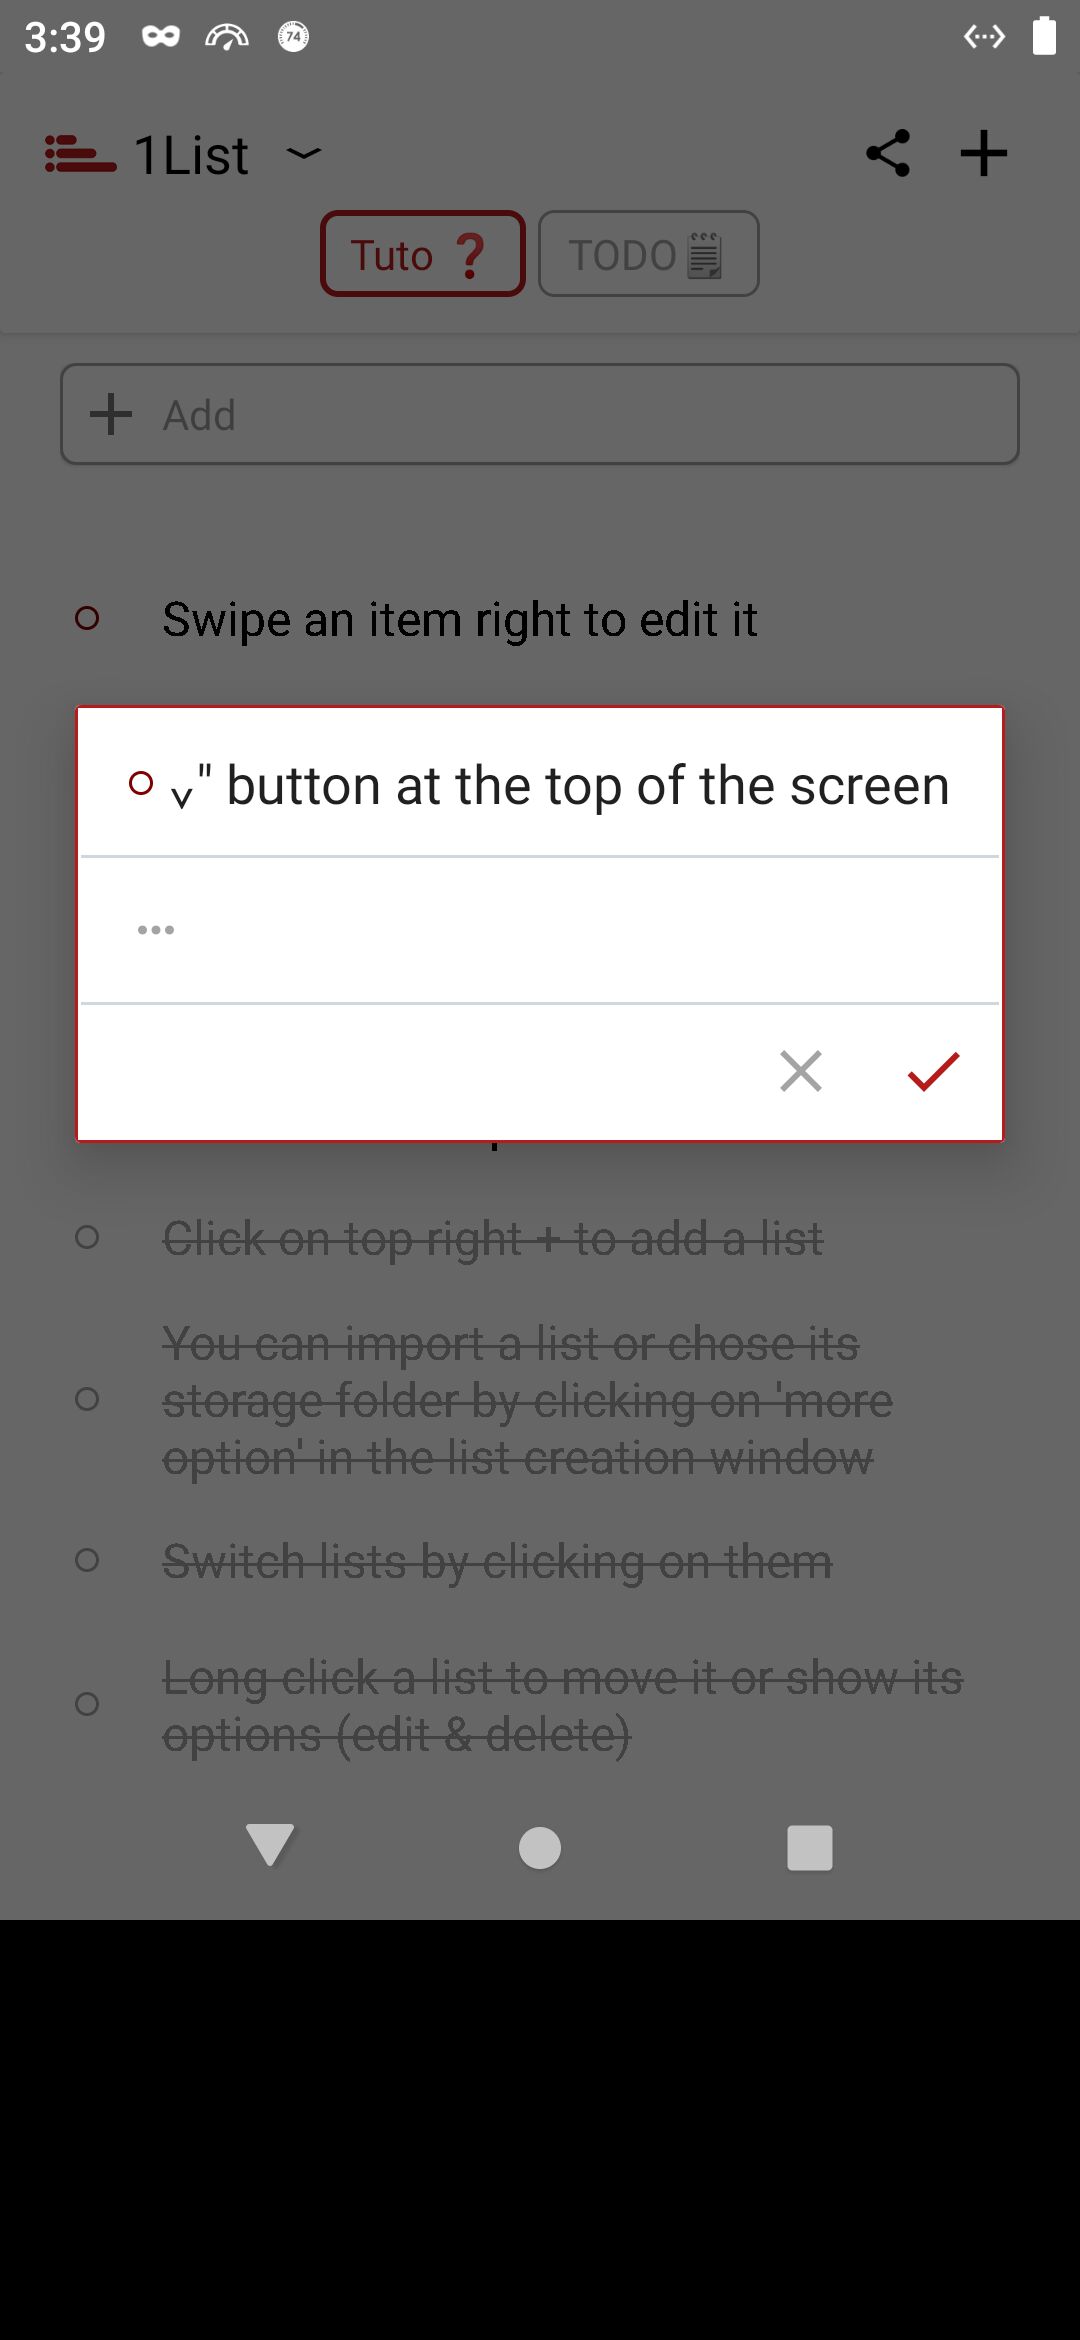 3:39
74
1List
Tuto ❓
TODO
Add
Swipe an item right to edit it
v" button at the top of the screen
...
Click on top right + to add a list
You can import a list or chose its
storage folder by clicking on 'more
option' in the list creation window
Switch lists by clicking on them
Long click a list to move it or show its
options (edit & delete)